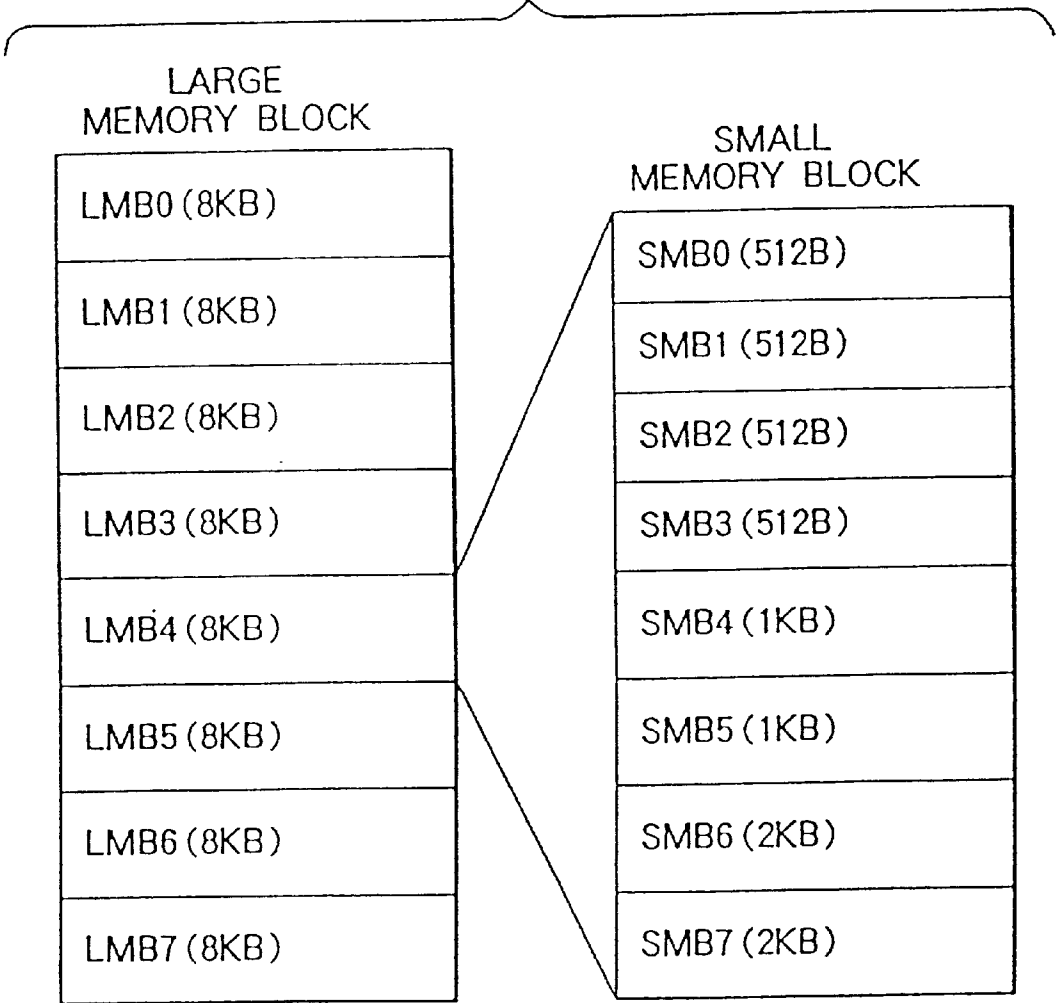 LARGE
MEMORY BLOCK
LMB0 (8KB)
LMB1 (8KB)
LMB2 (8KB)
LMB3 (8KB)
LMB4 (8KB)
LMB5 (8KB)
LMB6 (8KB)
LMB7 (8KB)
SMALL
MEMORY BLOCK
SMB0 (512B)
SMB1 (512B)
SMB2 (512B)
SMB3 (512B)
SMB4 (1KB)
SMB5 (1KB)
SMB6 (2KB)
SMB7 (2KB)